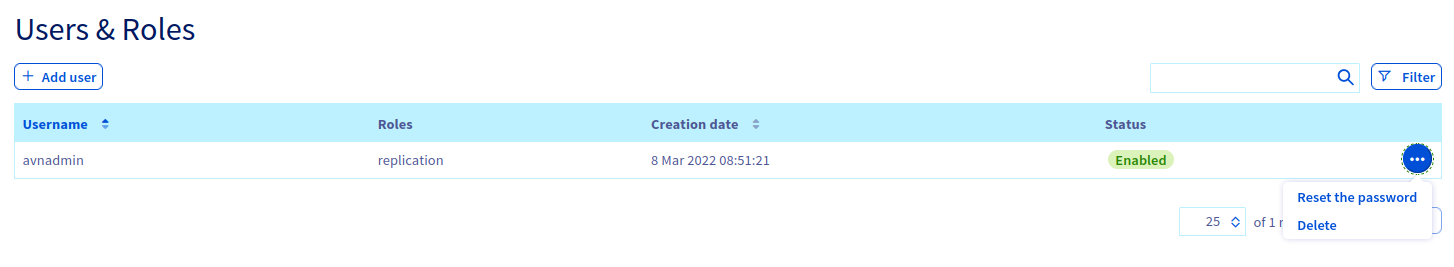 Users & Roles
Add user
Filter
Username Roles Creation date Status
avnadmin replication 8 Mar 2022 08:51:21 Enabled
Reset the password
25 of 1
Delete